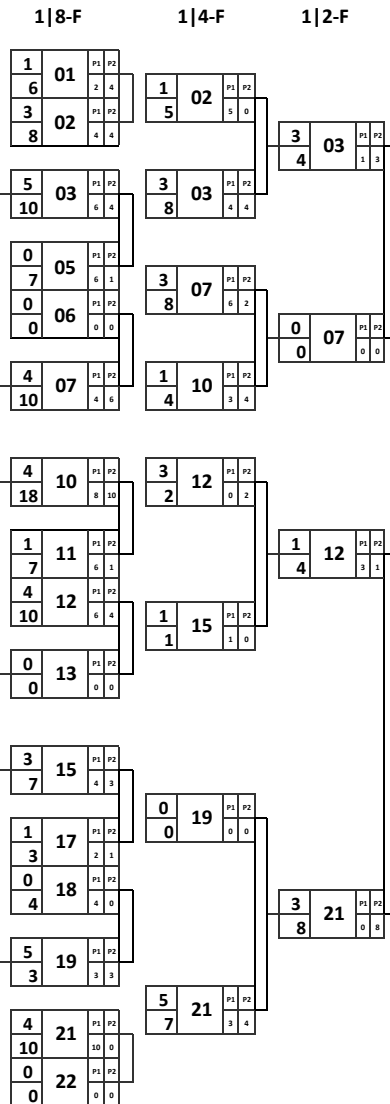 1|8-F 1|4-F 1|2-F
1 01 P1 P2
6 2 4
3 02 P1 P2
8 4 4
5 03 P1 P2
10 6 4
0 05 P1 P2
7 6 1
0 06 P1 P2
0 0 0
4 07 P1 P2
10 4 6
4 10 P1 P2
18 8 10
1 11 P1 P2
7 6 1
4 12 P1 P2
10 6 4
0 13 P1 P2
0 0 0
3 15 P1 P2
7 4 3
1 17 P1 P2
3 2 1
0 18 P1 P2
4 4 0
5 19 P1 P2
3 3 3
4 21 P1 P2
10 10 0
0 22 P1 P2
0 0 0
1 02 P1 P2
5 5 0
3 03 P1 P2
8 4 4
3 07 P1 P2
8 6 2
1 10 P1 P2
4 3 4
3 12 P1 P2
2 0 2
1 15 P1 P2
1 1 0
0 19 P1 P2
0 0 0
5 21 P1 P2
7 3 4
3 03 P1 P2
4 1 3
0 07 P1 P2
0 0 0
1 12 P1 P2
4 3 1
3 21 P1 P2
8 0 8